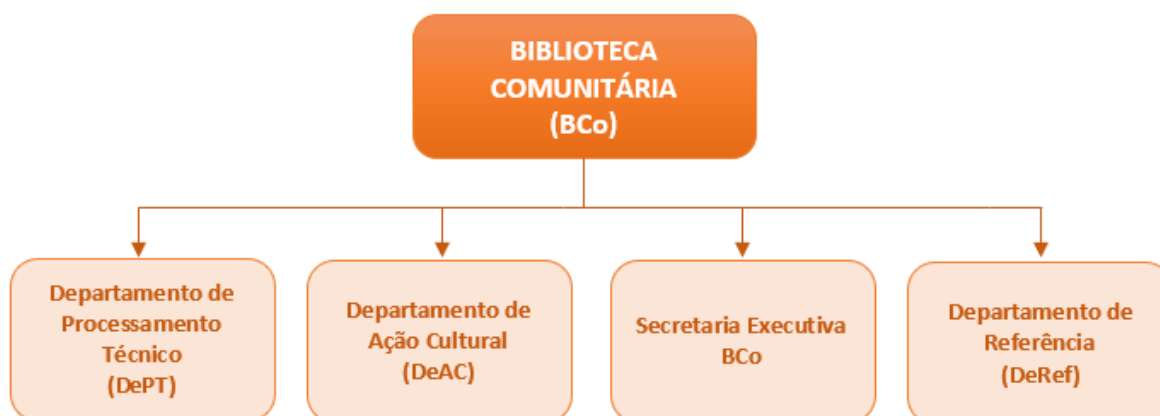 BIBLIOTECA
COMUNITÁRIA
(BCo)
Departamento de
Processamento
Técnico
(DePT)
Departamento de
Ação Cultural
(DeAC)
Secretaria Executiva
BCo
Departamento de
Referência
(DeRef)